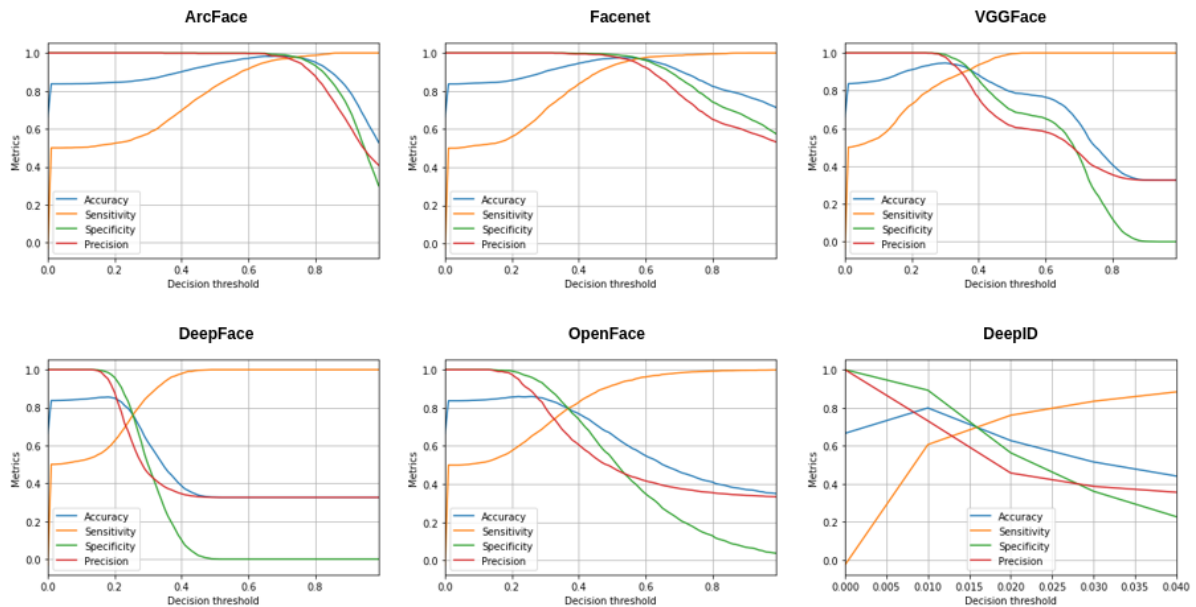 ArcFace
Metrics
1.0
0.8
0.6
0.4
0.2
0.0
Accuracy
Sensitivity
Specificity
Precision
0.0 0.2 0.4 0.6 0.8
Decision threshold
Facenet
Metrics
1.0
0.8
0.6
0.4
0.2
0.0
Accuracy
Sensitivity
Specificity
Precision
0.0 0.2 0.4 0.6 0.8
Decision threshold
VGGFace
Metrics
1.0
0.8
0.6
0.4
0.2
0.0
Accuracy
Sensitivity
Specificity
Precision
0.0 0.2 0.4 0.6 0.8
Decision threshold
DeepFace
Metrics
1.0
0.8
0.6
0.4
0.2
0.0
Accuracy
Sensitivity
Specificity
Precision
0.0 0.2 0.4 0.6 0.8
Decision threshold
OpenFace
Metrics
1.0
0.8
0.6
0.4
0.2
0.0
Accuracy
Sensitivity
Specificity
Precision
0.0 0.2 0.4 0.6 0.8
Decision threshold
DeepID
Metrics
1.0
0.8
0.6
0.4
0.2
0.0
Accuracy
Sensitivity
Specificity
Precision
0.000 0.005 0.010 0.015 0.020 0.025 0.030 0.035 0.040
Decision threshold